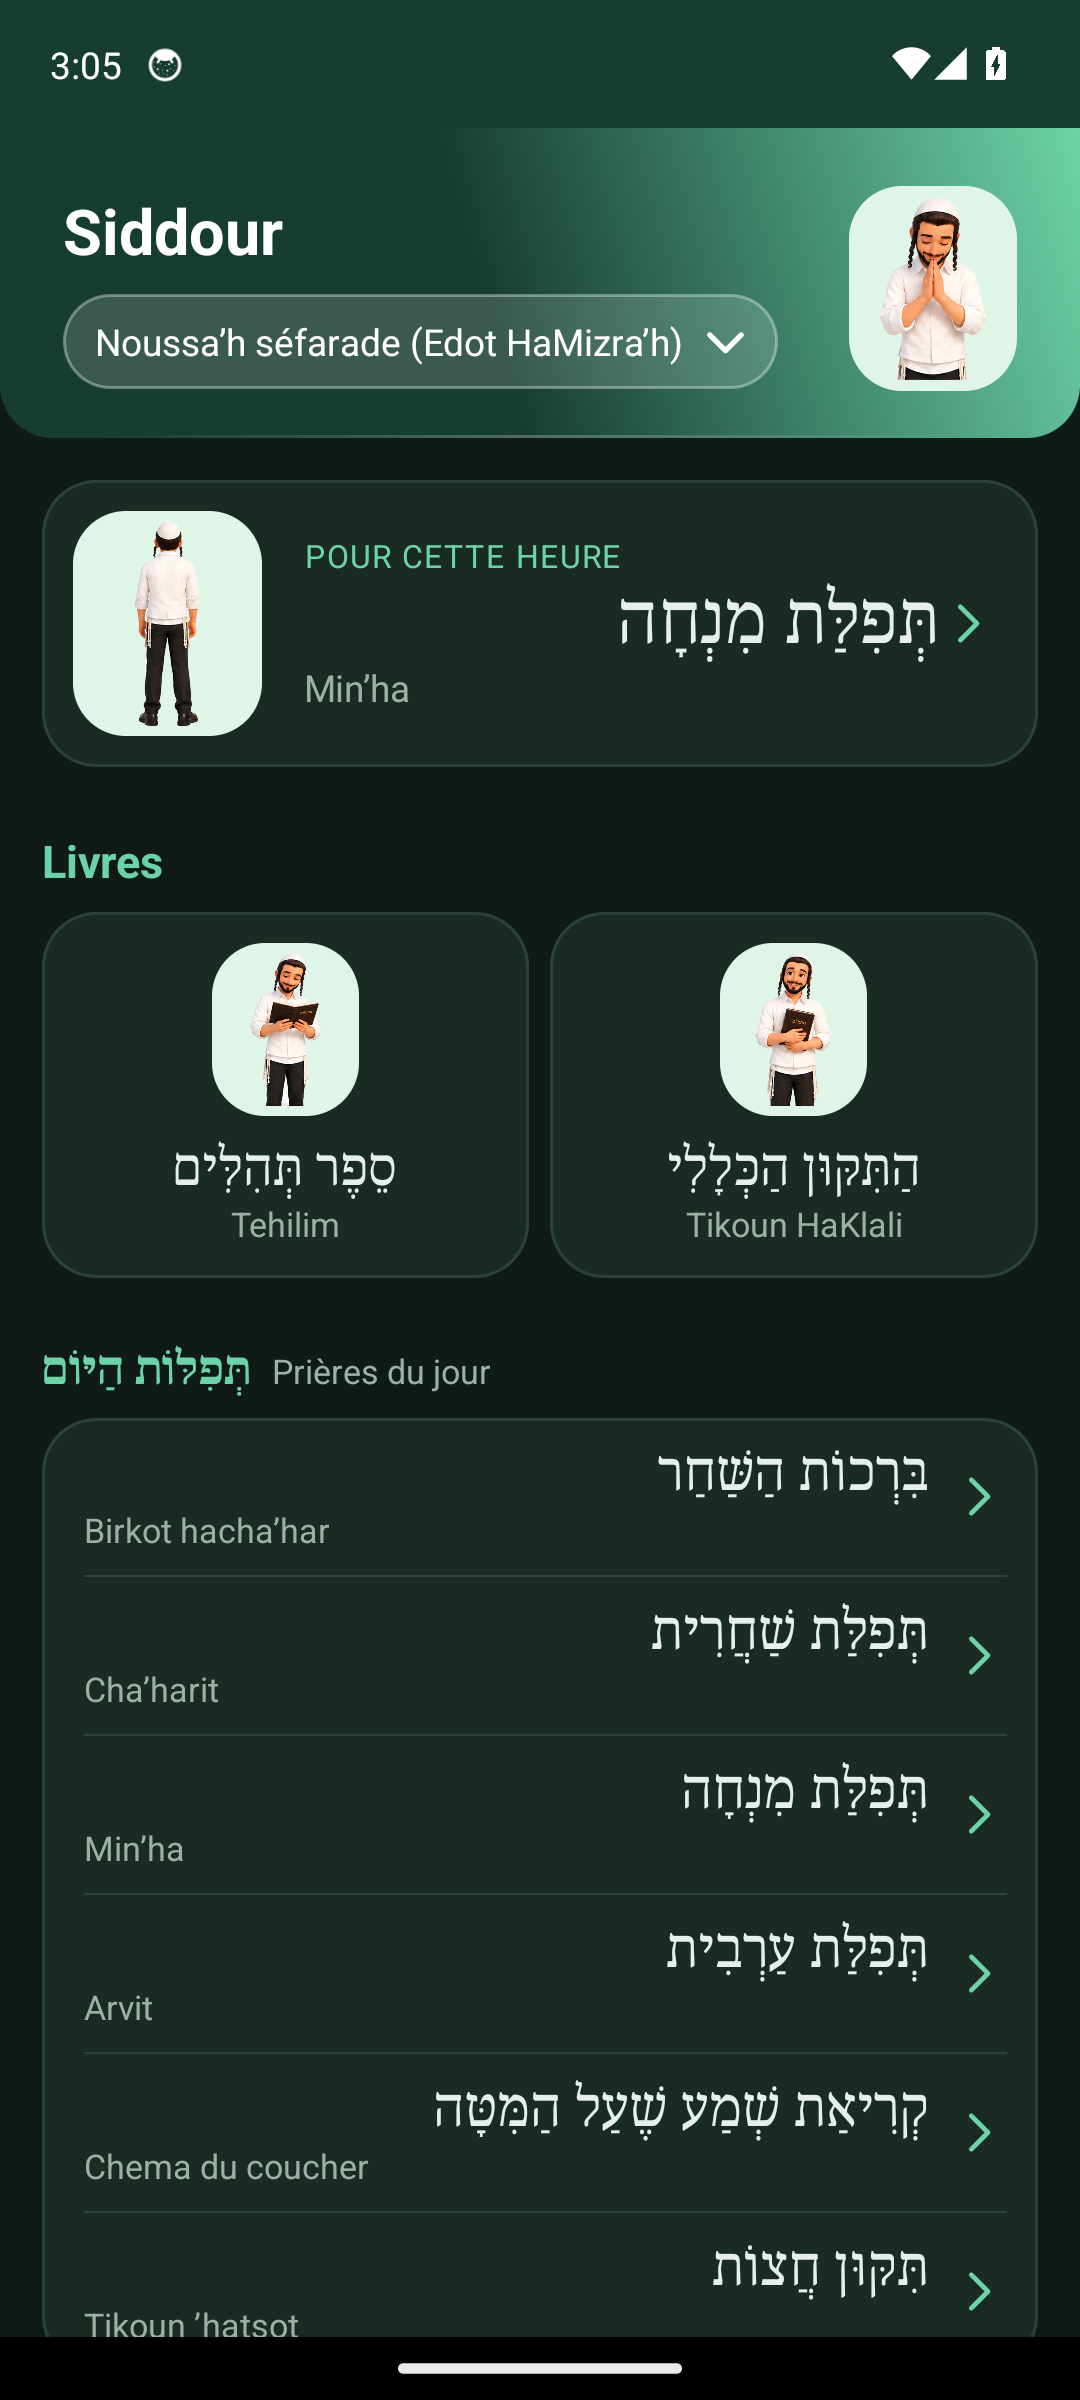 3:05
Siddour
Noussa’h séfarade (Edot HaMizra’h)
POUR CETTE HEURE
תְּפִלַּת מִנְחָה
Min’ha
Livres
סֵפֶר תְּהִלִּים
Tehilim
הַתִּקּוּן הַכְּלָלִי
Tikoun HaKlali
תְּפִלּוֹת הַיּוֹם Prières du jour
בִּרְכוֹת הַשַּׁחַר
Birkot hacha’har
תְּפִלַּת שַׁחֲרִית
Cha’harit
תְּפִלַּת מִנְחָה
Min’ha
תְּפִלַּת עַרְבִית
Arvit
קְרִיאַת שְׁמַע שֶׁעַל הַמִּטָּה
Chema du coucher
תִּקּוּן חֲצוֹת
Tikoun ’hatsot